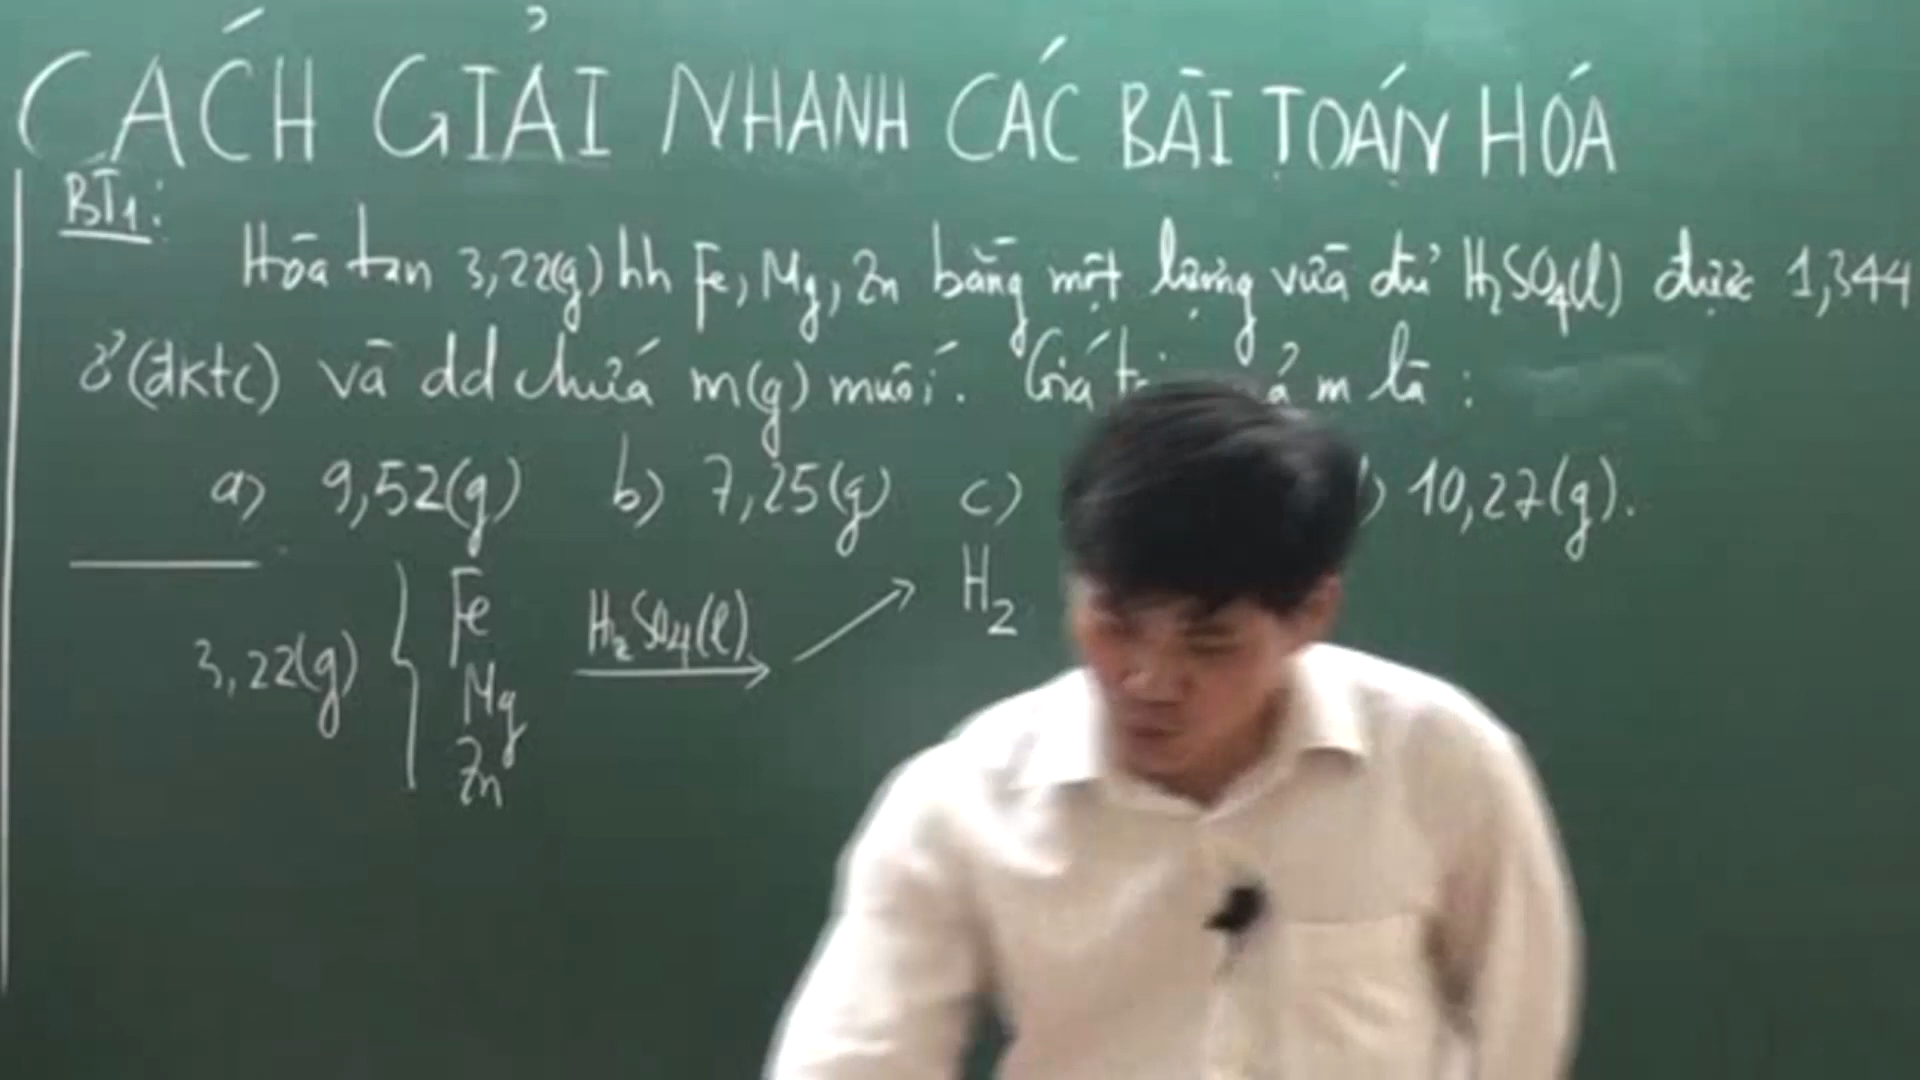 CÁCH GIẢI NHANH CÁC BÀI TOÁN HÓA
BT1:
Hòa tan 3,22(g) hh Fe, Mg, Zn bằng một lượng vừa đủ H2SO4(l) được 1,344
ở (đktc) và dd chứa m(g) muối. Giá m là :
a) 9,52(g) b) 7,25(g) c) ) 10,27(g).
3,22(g) { Fe Mg Zn H2SO4(l) → ↗ H2